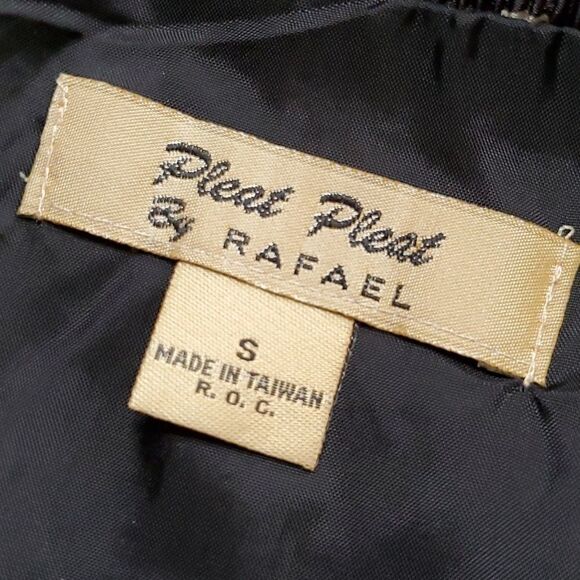 Pleat Pleat
By RAFAEL
S
MADE IN TAIWAN
R. O. C.